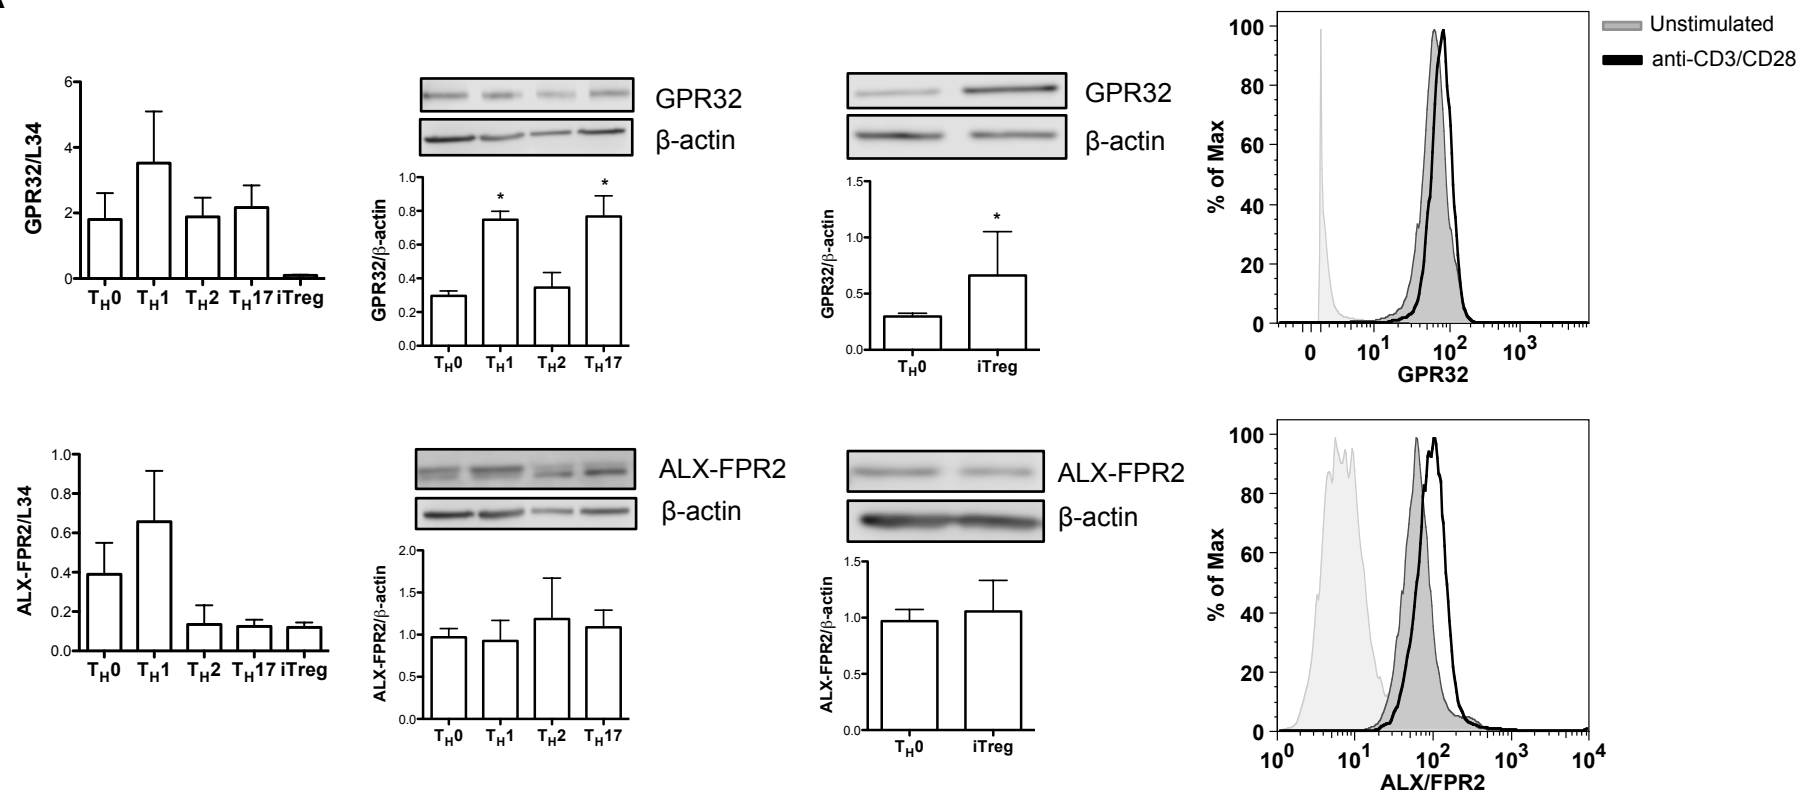 GPR32/L34
6
4
2
0
TH0 TH1 TH2 TH17 iTreg
GPR32
β-actin
GPR32/β-actin
1.0
0.8
0.6
0.4
0.2
0.0
* *
TH0 TH1 TH2 TH17
GPR32
β-actin
GPR32/β-actin
1.5
1.0
0.5
0.0
*
TH0 iTreg
% of Max
100
80
60
40
20
0
0 10¹ 10² 10³
GPR32
Unstimulated
anti-CD3/CD28
ALX-FPR2/L34
1.0
0.8
0.6
0.4
0.2
0.0
TH0 TH1 TH2 TH17 iTreg
ALX-FPR2
β-actin
ALX-FPR2/β-actin
2.0
1.5
1.0
0.5
0.0
TH0 TH1 TH2 TH17
ALX-FPR2
β-actin
ALX-FPR2/β-actin
1.5
1.0
0.5
0.0
TH0 iTreg
% of Max
100
80
60
40
20
0
10⁰ 10¹ 10² 10³ 10⁴
ALX/FPR2